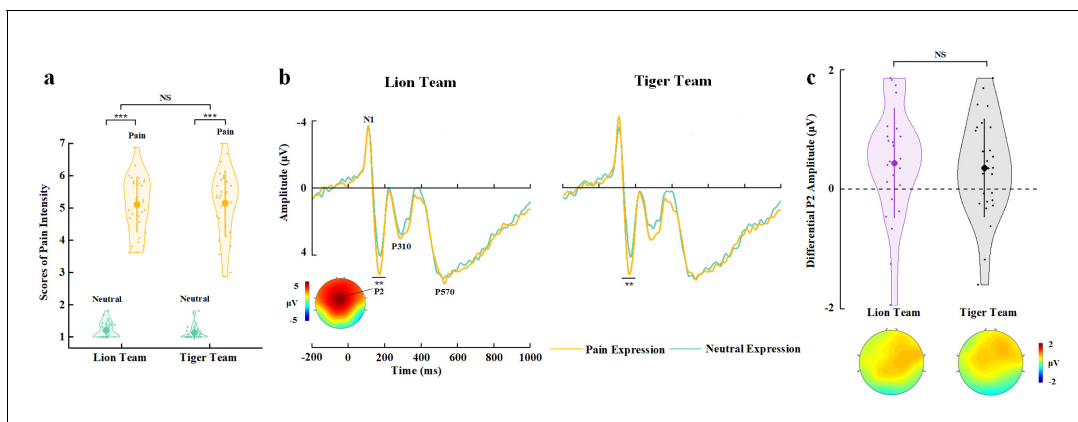 a
NS
***
***
Pain
Pain
7
6
5
4
3
2
1
Scores of Pain Intensity
Neutral
Neutral
Lion Team
Tiger Team
b
Lion Team
Tiger Team
-4
0
4
Amplitude (μV)
N1
P310
**
P2
P570
**
5
μV
-5
-200
0
200
400
600
800
1000
Time (ms)
Pain Expression
Neutral Expression
c
NS
2
0
-2
Differential P2 Amplitude (μV)
Lion Team
Tiger Team
2
μV
-2